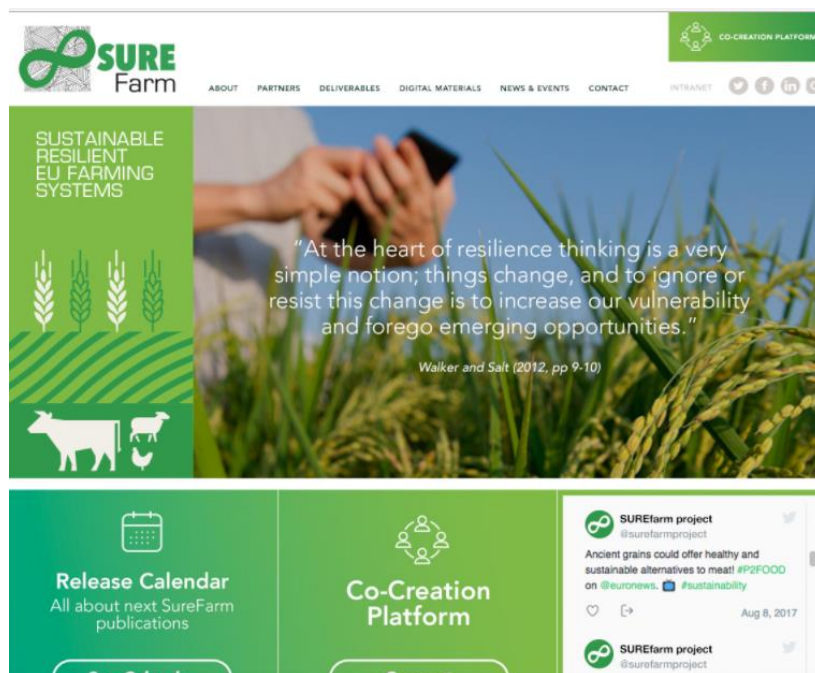 SURE
Farm
CO-CREATION PLATFORM
ABOUT PARTNERS DELIVERABLES DIGITAL MATERIALS NEWS & EVENTS CONTACT INTRANET
SUSTAINABLE
RESILIENT
EU FARMING
SYSTEMS
“At the heart of resilience thinking is a very
simple notion; things change, and to ignore or
resist this change is to increase our vulnerability
and forego emerging opportunities.”
Walker and Salt (2012, pp 9-10)
Release Calendar
All about next SureFarm
publications
Co-Creation
Platform
SUREfarm project
@surefarmproject
Ancient grains could offer healthy and
sustainable alternatives to meat! #P2FOOD
on @euronews. 📺 #sustainability
Aug 8, 2017
SUREfarm project
@surefarmproject